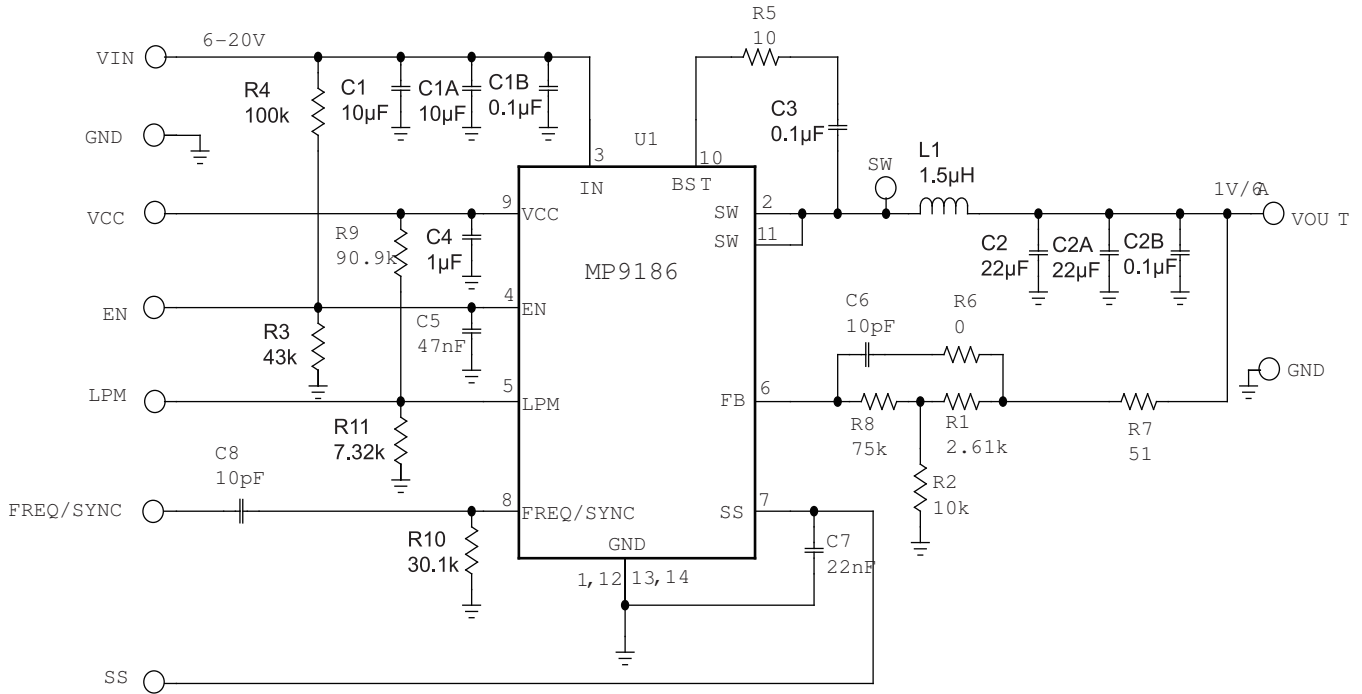 R5
10
VIN
6-20V
R4
100k
C1
10µF
C1A
10µF
C1B
0.1µF
C3
0.1µF
GND
U1
3
10
IN
BST
SW
L1
1.5µH
1V/6A
VOUT
VCC
9
VCC
SW
2
SW
11
R9
90.9k
C4
1µF
MP9186
C2
22µF
C2A
22µF
C2B
0.1µF
EN
4
EN
R3
43k
C5
47nF
C6
10pF
R6
0
GND
LPM
5
LPM
FB
6
R11
7.32k
R8
75k
R1
2.61k
R7
51
C8
10pF
R2
10k
FREQ/SYNC
8
FREQ/SYNC
SS
7
R10
30.1k
GND
C7
22nF
1,12
13,14
SS